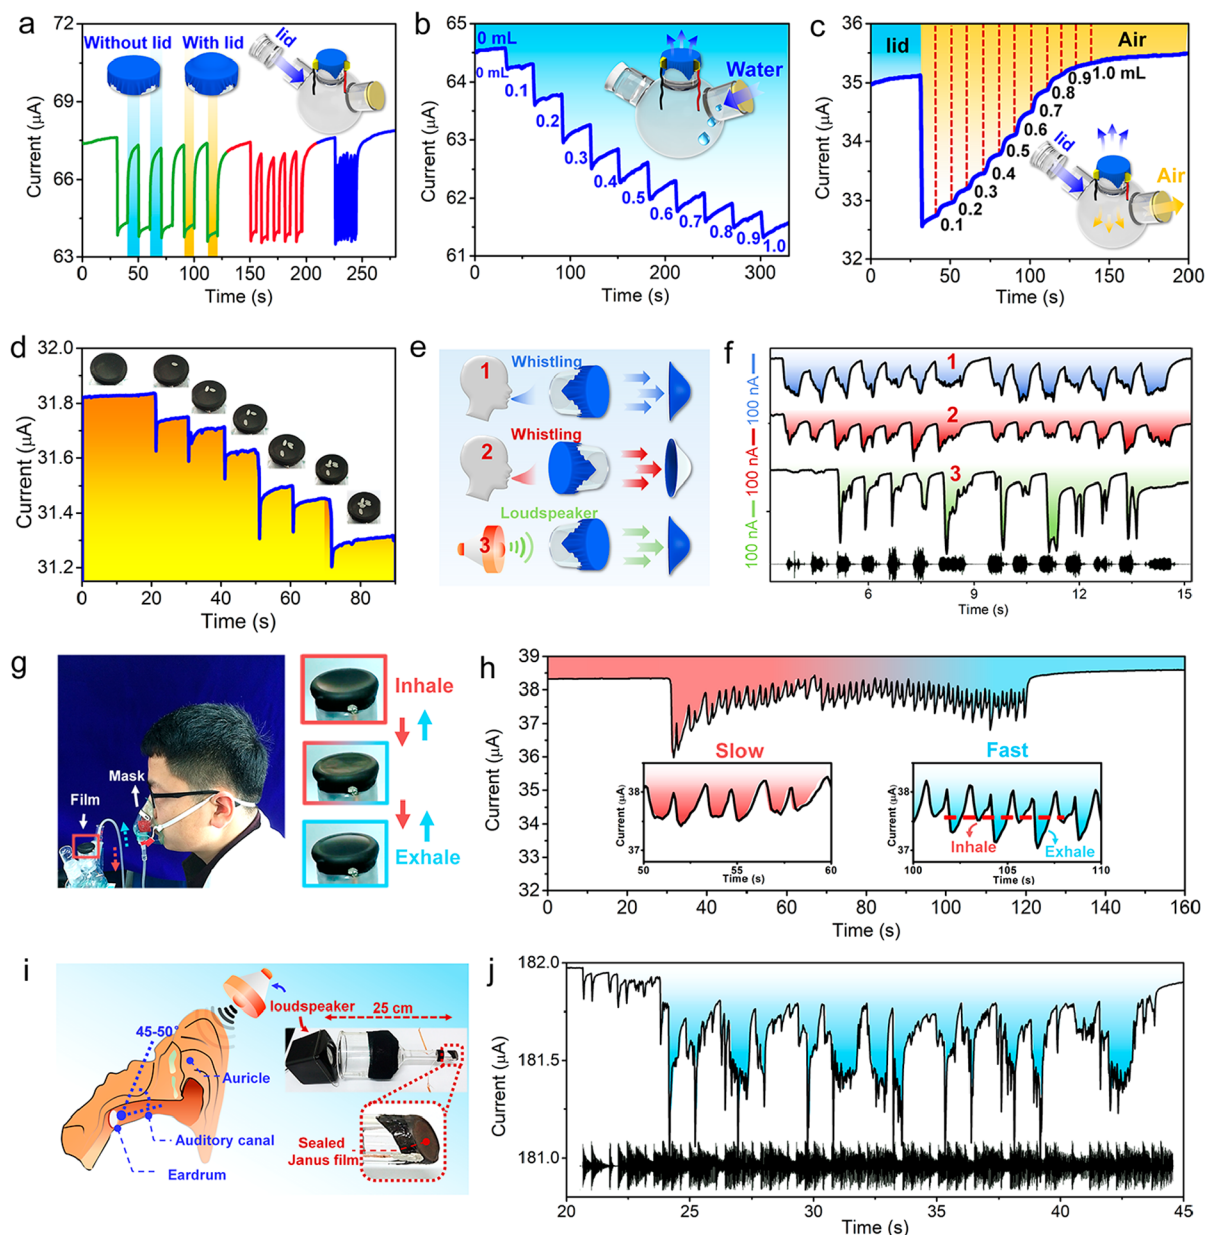 a
72
69
66
63
Current (μA)
Without lid
With lid
lid
0
50
100
150
200
250
Time (s)
b
65
64
63
62
61
Current (μA)
0 mL
0 mL
0.1
0.2
0.3
0.4
0.5
0.6
0.7
0.8
0.9
1.0
Water
0
100
200
300
Time (s)
c
36
35
34
33
32
Current (μA)
lid
Air
1.0 mL
0.9
0.8
0.7
0.6
0.5
0.4
0.3
0.2
0.1
lid
Air
0
50
100
150
200
Time (s)
d
32.0
31.8
31.6
31.4
31.2
Current (μA)
0
20
40
60
80
Time (s)
e
1
Whistling
2
Whistling
3
Loudspeaker
f
100 nA
100 nA
100 nA
1
2
3
6
9
12
15
Time (s)
g
Mask
Film
Inhale
Exhale
h
39
38
37
36
35
34
33
32
Current (μA)
Slow
Fast
38
37
Current (μA)
50
55
60
Time (s)
38
37
Current (μA)
Inhale
Exhale
100
105
110
Time (s)
0
20
40
60
80
100
120
140
160
Time (s)
i
45-50°
loudspeaker
25 cm
Auricle
Auditory canal
Eardrum
Sealed
Janus film
j
182.0
181.5
181.0
Current (μA)
20
25
30
35
40
45
Time (s)